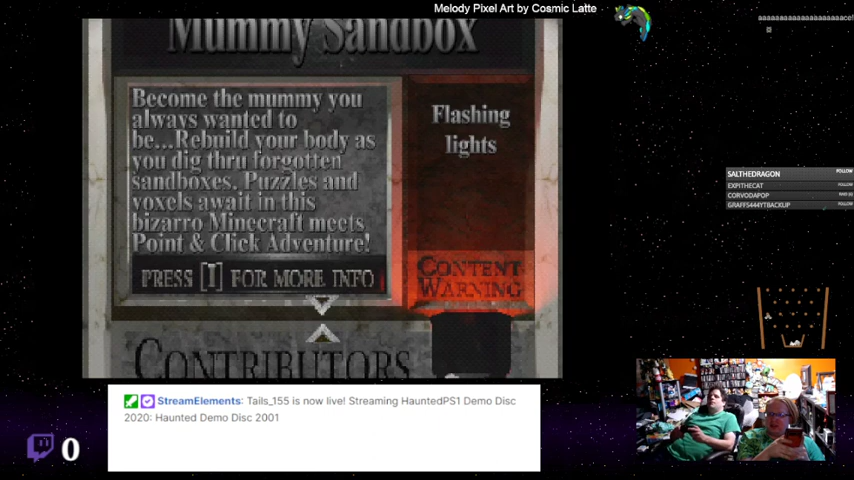 Melody Pixel Art by Cosmic Latte
Mummy Sandbox
Become the mummy you
always wanted to
be...Rebuild your body as
you dig thru forgotten
sandboxes. Puzzles and
voxels await in this
bizarro Minecraft meets
Point & Click Adventure!
PRESS [I] FOR MORE INFO
Flashing
lights
CONTENT
WARNING
CONTRIBUTORS
SALTHEDRAGON FOLLOW
EXPITHECAT FOLLOW
CORVODAPOP
GRAFFS444YTBACKUP FOLLOW
StreamElements: Tails_155 is now live! Streaming HauntedPS1 Demo Disc
2020: Haunted Demo Disc 2001
0